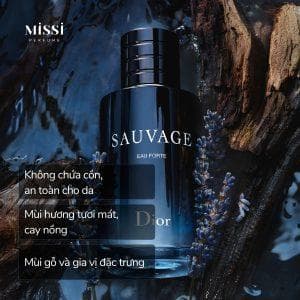 MISSI
PERFUME
SAUVAGE
EAU FORTE
Dior
Không chứa cồn,
an toàn cho da
Mùi hương tươi mát,
cay nồng
Mùi gỗ và gia vị đặc trưng